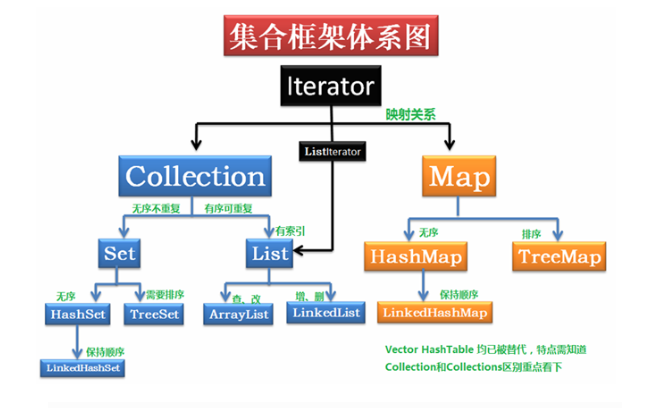 集合框架体系图
Iterator
映射关系
ListIterator
Collection
Map
无序不重复
有序可重复
有索引
无序
排序
Set
List
HashMap
TreeMap
无序
需要排序
查、改
增、删
保持顺序
HashSet
TreeSet
ArrayList
LinkedList
LinkedHashMap
保持顺序
LinkedHashSet
Vector HashTable 均已被替代，特点需知道
Collection和Collections区别重点看下